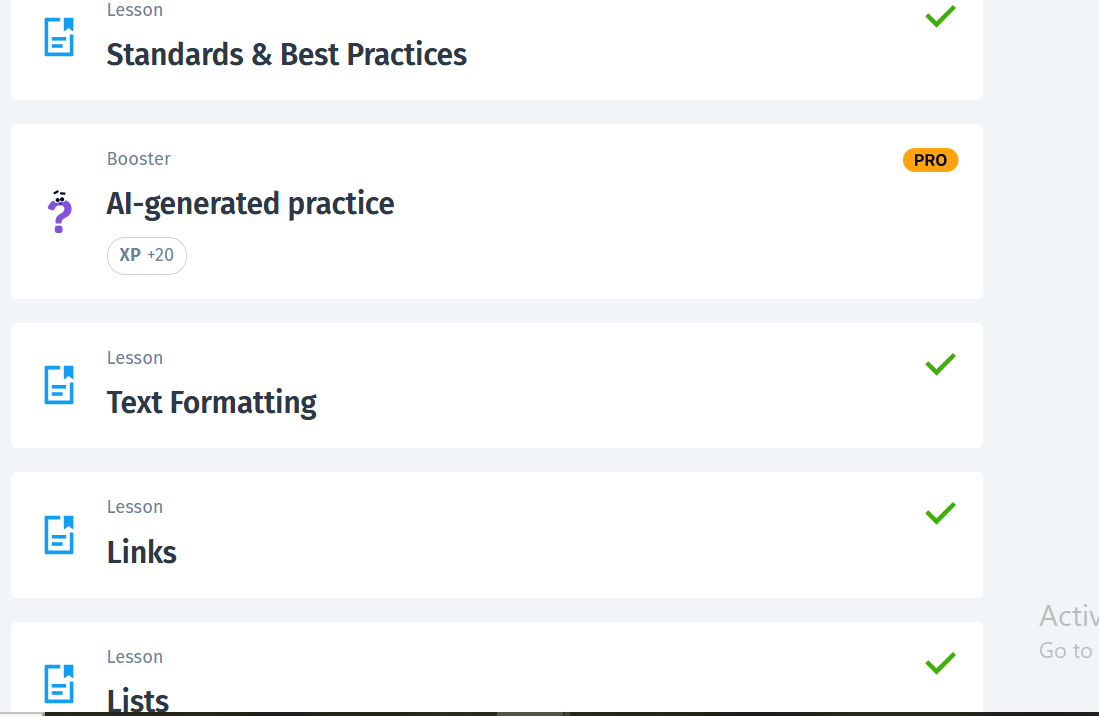 Lesson
Standards & Best Practices
Booster
PRO
AI-generated practice
XP +20
Lesson
Text Formatting
Lesson
Links
Lesson
Lists
Go to